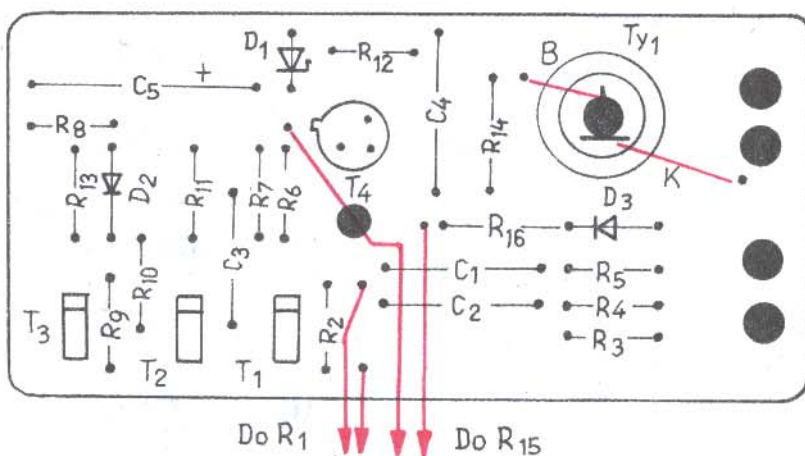 D1
R12
B
Ty1
C5 +
C4
R14
R8
K
R13
D2
R11
R7
R6
T4
D3
R16
C3
R10
C1
R5
C2
R4
R3
T3
R9
T2
T1
R2
Do R1
Do R15